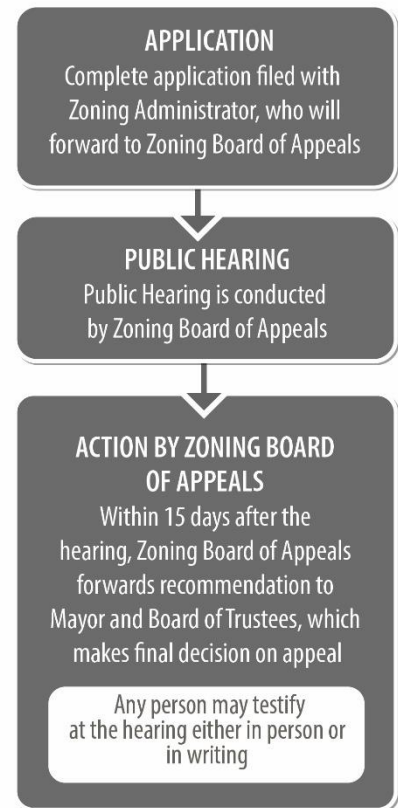 APPLICATION
Complete application filed with
Zoning Administrator, who will
forward to Zoning Board of Appeals
PUBLIC HEARING
Public Hearing is conducted
by Zoning Board of Appeals
ACTION BY ZONING BOARD
OF APPEALS
Within 15 days after the
hearing, Zoning Board of Appeals
forwards recommendation to
Mayor and Board of Trustees, which
makes final decision on appeal
Any person may testify
at the hearing either in person or
in writing